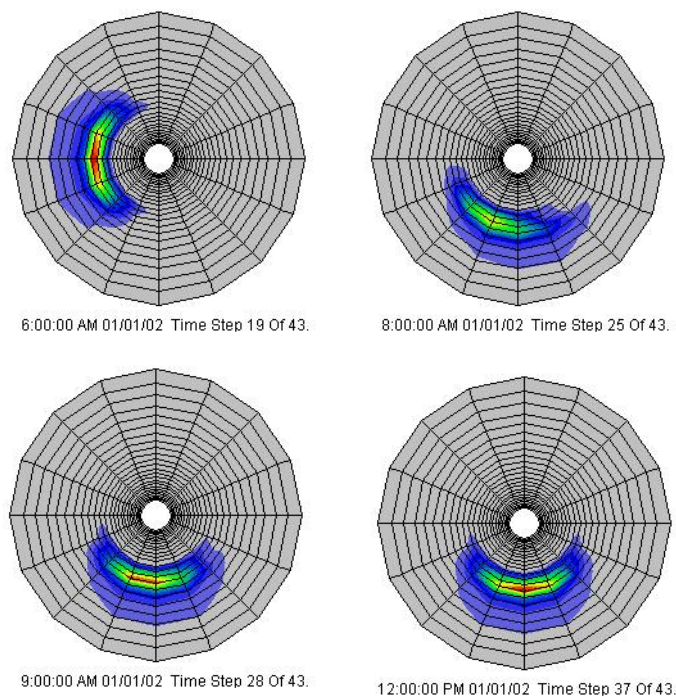 6:00:00 AM 01/01/02 Time Step 19 Of 43.
8:00:00 AM 01/01/02 Time Step 25 Of 43.
9:00:00 AM 01/01/02 Time Step 28 Of 43.
12:00:00 PM 01/01/02 Time Step 37 Of 43.